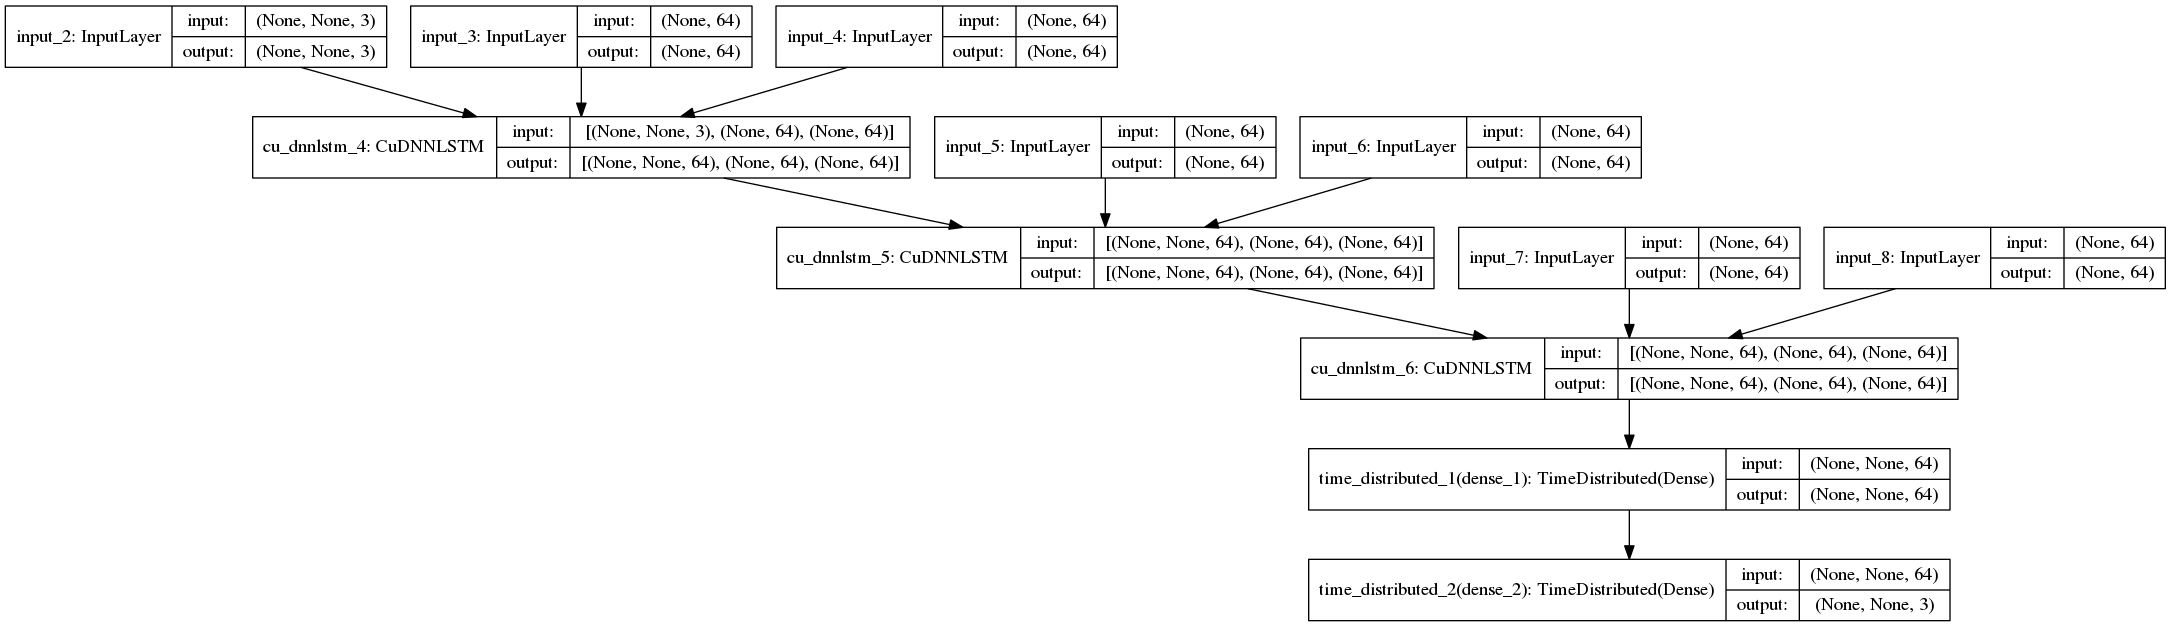 input_2: InputLayer
input: (None, None, 3)
output: (None, None, 3)
input_3: InputLayer
input: (None, 64)
output: (None, 64)
input_4: InputLayer
input: (None, 64)
output: (None, 64)
cu_dnnlstm_4: CuDNNLSTM
input: [(None, None, 3), (None, 64), (None, 64)]
output: [(None, None, 64), (None, 64), (None, 64)]
input_5: InputLayer
input: (None, 64)
output: (None, 64)
input_6: InputLayer
input: (None, 64)
output: (None, 64)
cu_dnnlstm_5: CuDNNLSTM
input: [(None, None, 64), (None, 64), (None, 64)]
output: [(None, None, 64), (None, 64), (None, 64)]
input_7: InputLayer
input: (None, 64)
output: (None, 64)
input_8: InputLayer
input: (None, 64)
output: (None, 64)
cu_dnnlstm_6: CuDNNLSTM
input: [(None, None, 64), (None, 64), (None, 64)]
output: [(None, None, 64), (None, 64), (None, 64)]
time_distributed_1(dense_1): TimeDistributed(Dense)
input: (None, None, 64)
output: (None, None, 64)
time_distributed_2(dense_2): TimeDistributed(Dense)
input: (None, None, 64)
output: (None, None, 3)